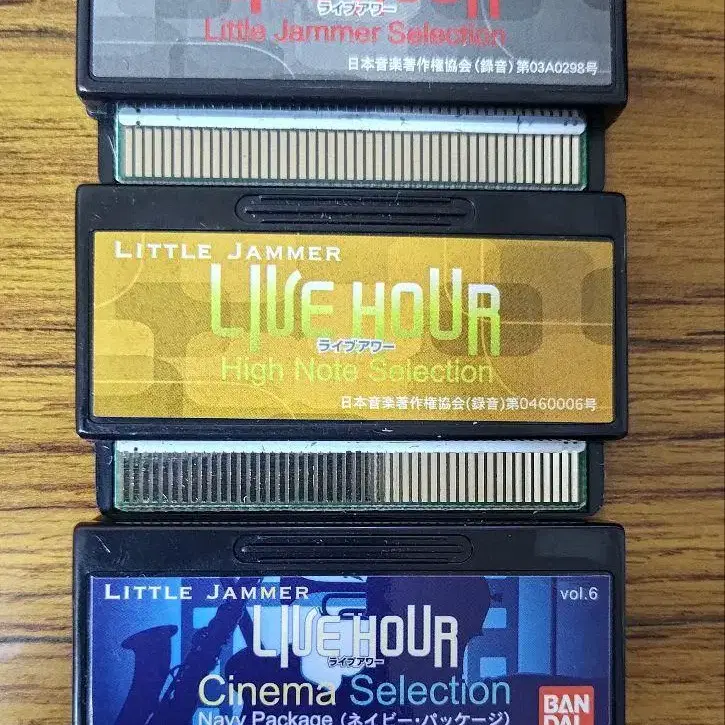 ライブアワー
Little Jammer Selection
日本音楽著作権協会(録音)第03A0298号
LITTLE JAMMER
LIVE HOUR
ライブアワー
High Note Selection
日本音楽著作権協会(録音)第0460006号
LITTLE JAMMER
vol.6
LIVE HOUR
ライブアワー
Cinema Selection
Navy Package (ネイビー・パッケージ)
BAN
DAI